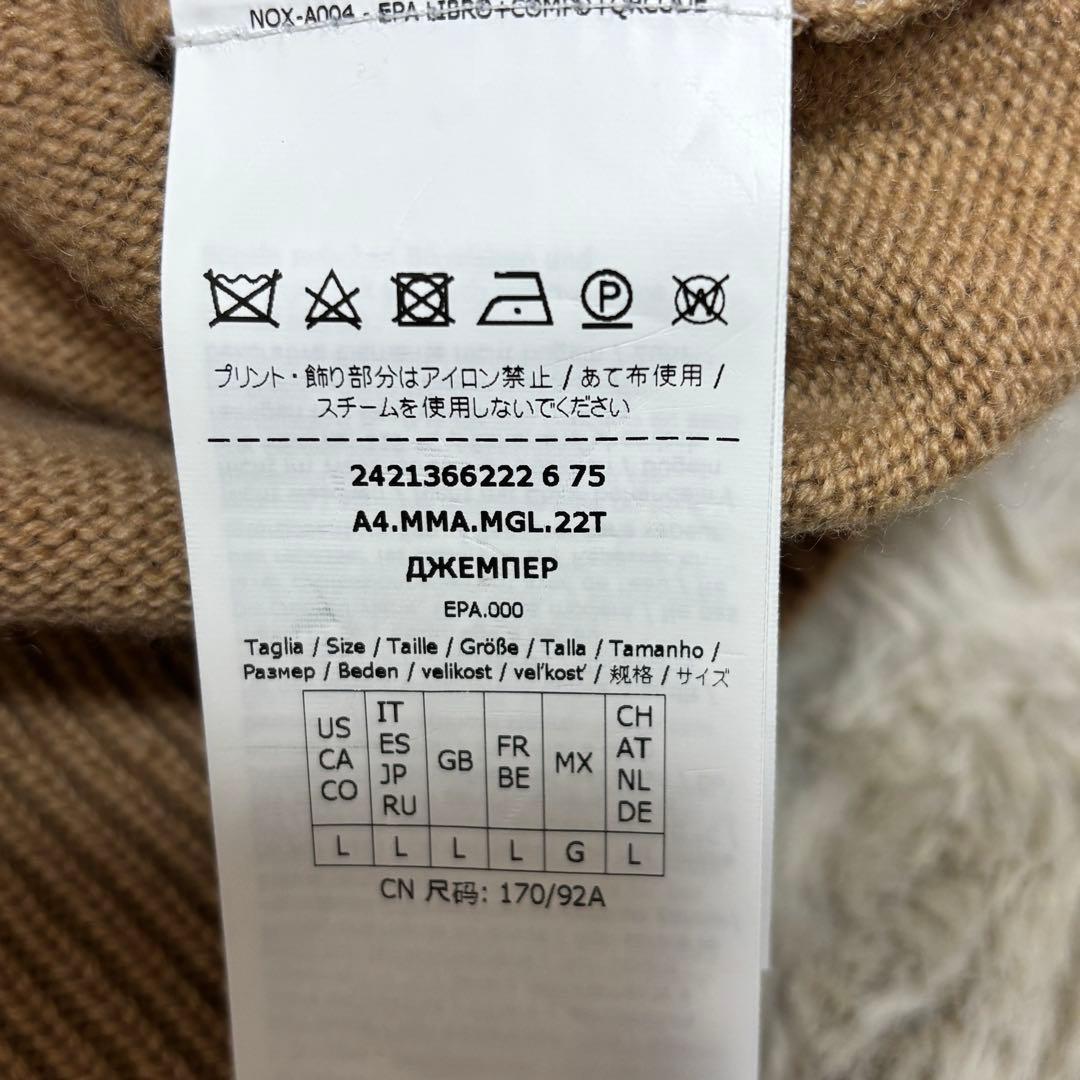 NOX-A004 - EPA LIBRO+COMPO+QRCODE
P W
プリント・飾り部分はアイロン禁止 / あて布使用 /
スチームを使用しないでください
2421366222 6 75
A4.MMA.MGL.22T
ДЖЕМПЕР
EPA.000
Taglia / Size / Taille / Größe / Talla / Tamanho /
Размер / Beden / velikost / veľkosť / 规格 / サイズ
US CA CO IT ES JP RU GB FR BE MX CH AT NL DE
L L L L G L
CN 尺码: 170/92A